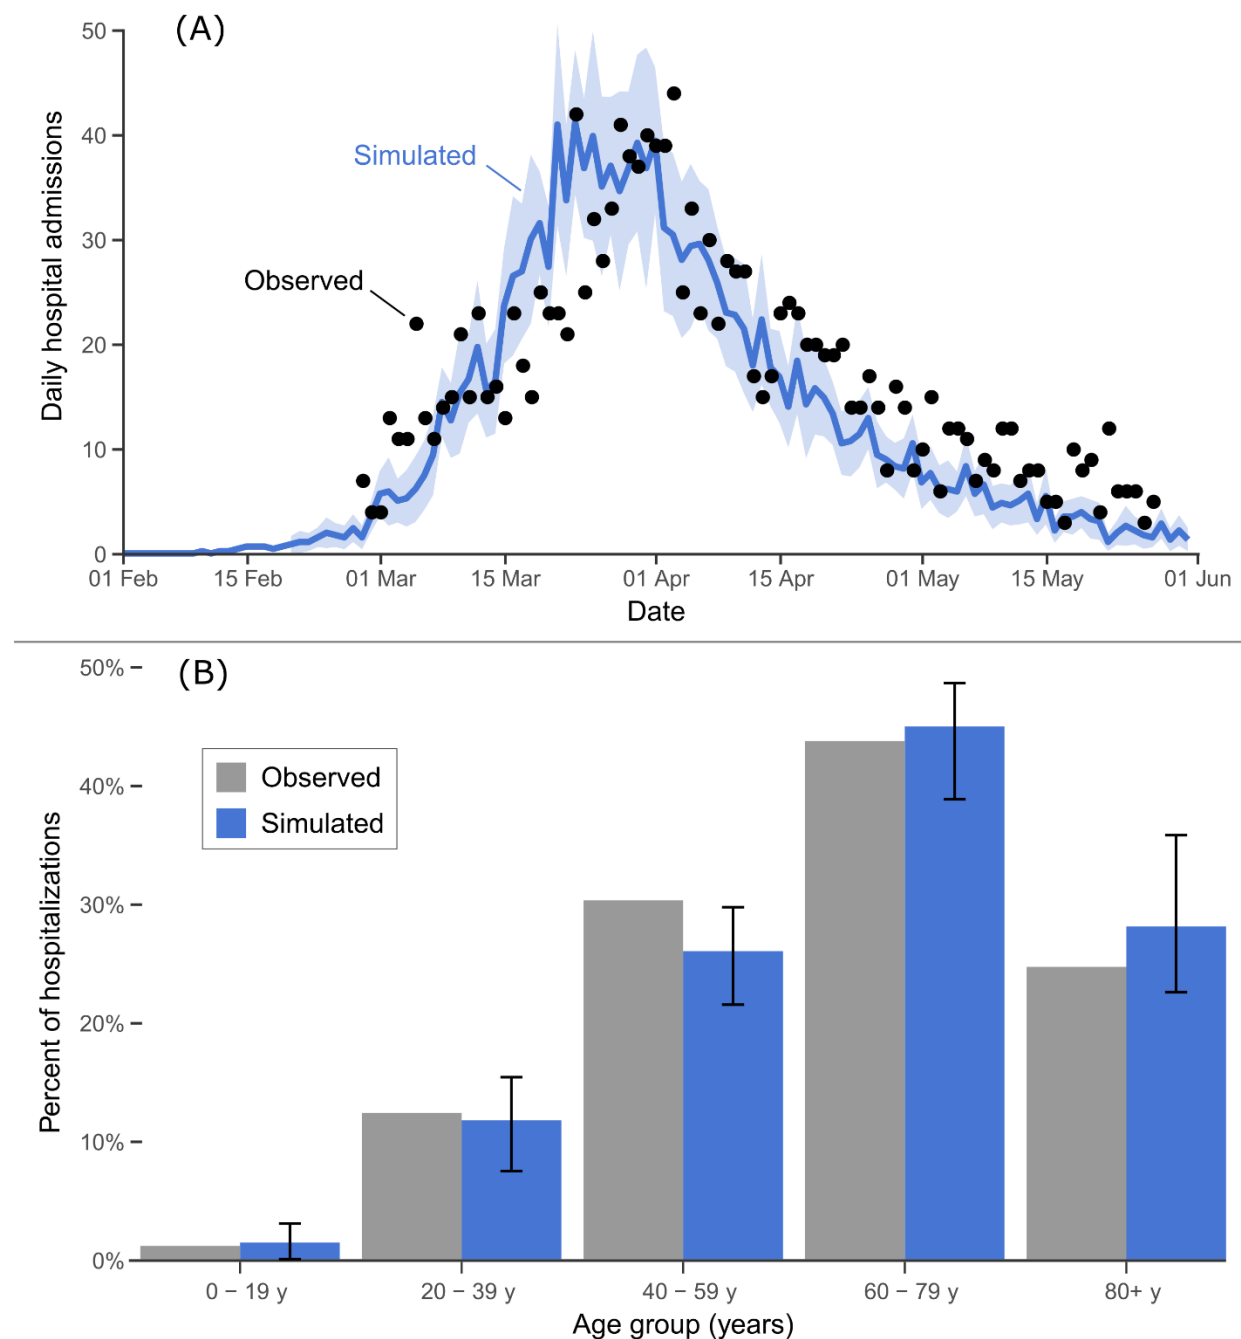 (A)
50
40
30
20
10
0
Daily hospital admissions
Simulated
Observed
01 Feb 15 Feb 01 Mar 15 Mar 01 Apr 15 Apr 01 May 15 May 01 Jun
Date
(B)
50%
40%
30%
20%
10%
0%
Percent of hospitalizations
Observed
Simulated
0 – 19 y 20 – 39 y 40 – 59 y 60 – 79 y 80+ y
Age group (years)